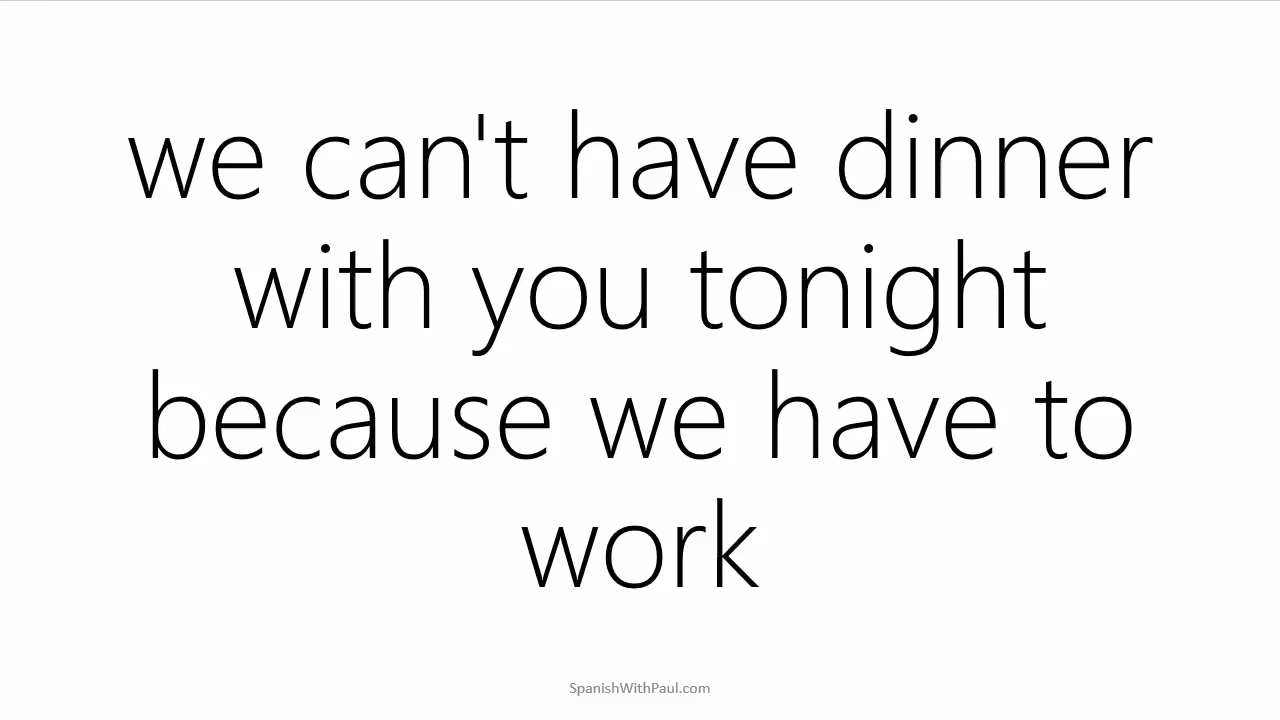 we can't have dinner
with you tonight
because we have to
work
SpanishWithPaul.com